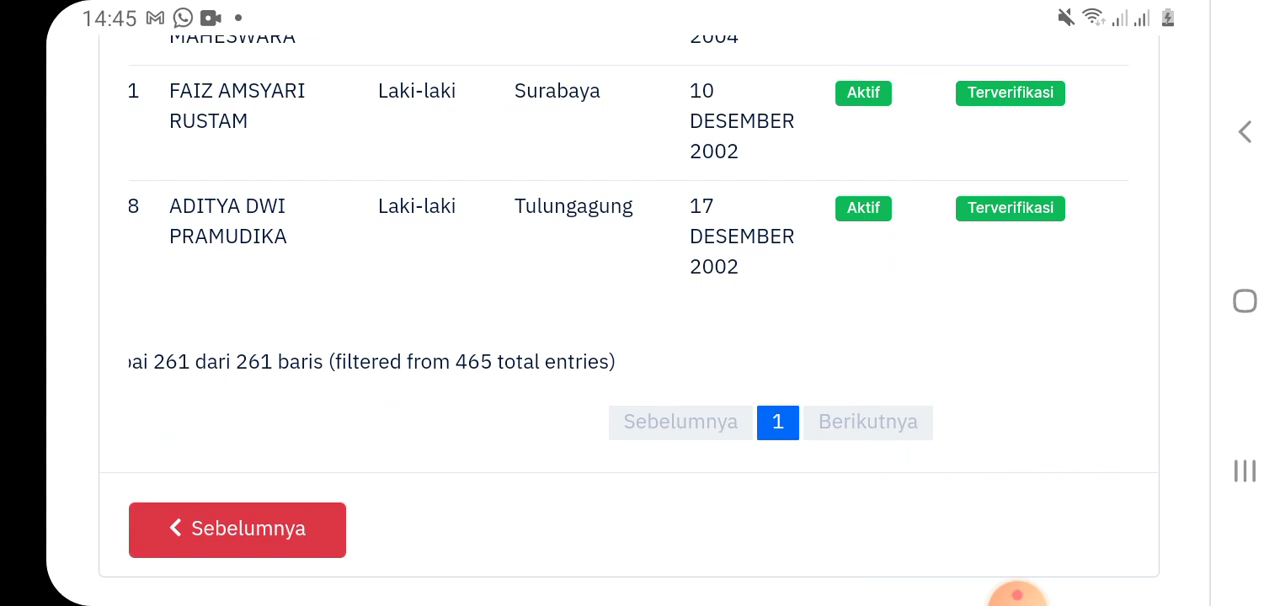 14:45
MAHESWARA 2004
1 FAIZ AMSYARI Laki-laki Surabaya 10 Aktif Terverifikasi
RUSTAM DESEMBER
2002
8 ADITYA DWI Laki-laki Tulungagung 17 Aktif Terverifikasi
PRAMUDIKA DESEMBER
2002
ai 261 dari 261 baris (filtered from 465 total entries)
Sebelumnya 1 Berikutnya
Sebelumnya